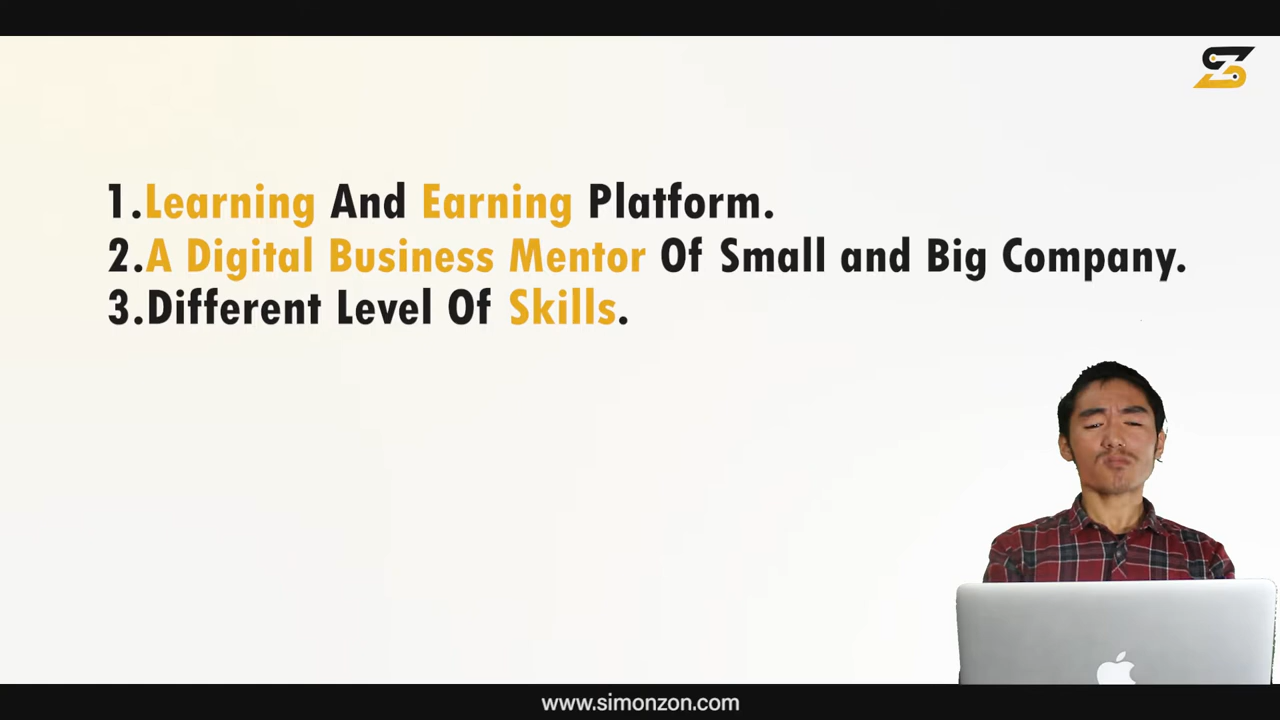 1.Learning And Earning Platform.
2.A Digital Business Mentor Of Small and Big Company.
3.Different Level Of Skills.
www.simonzon.com